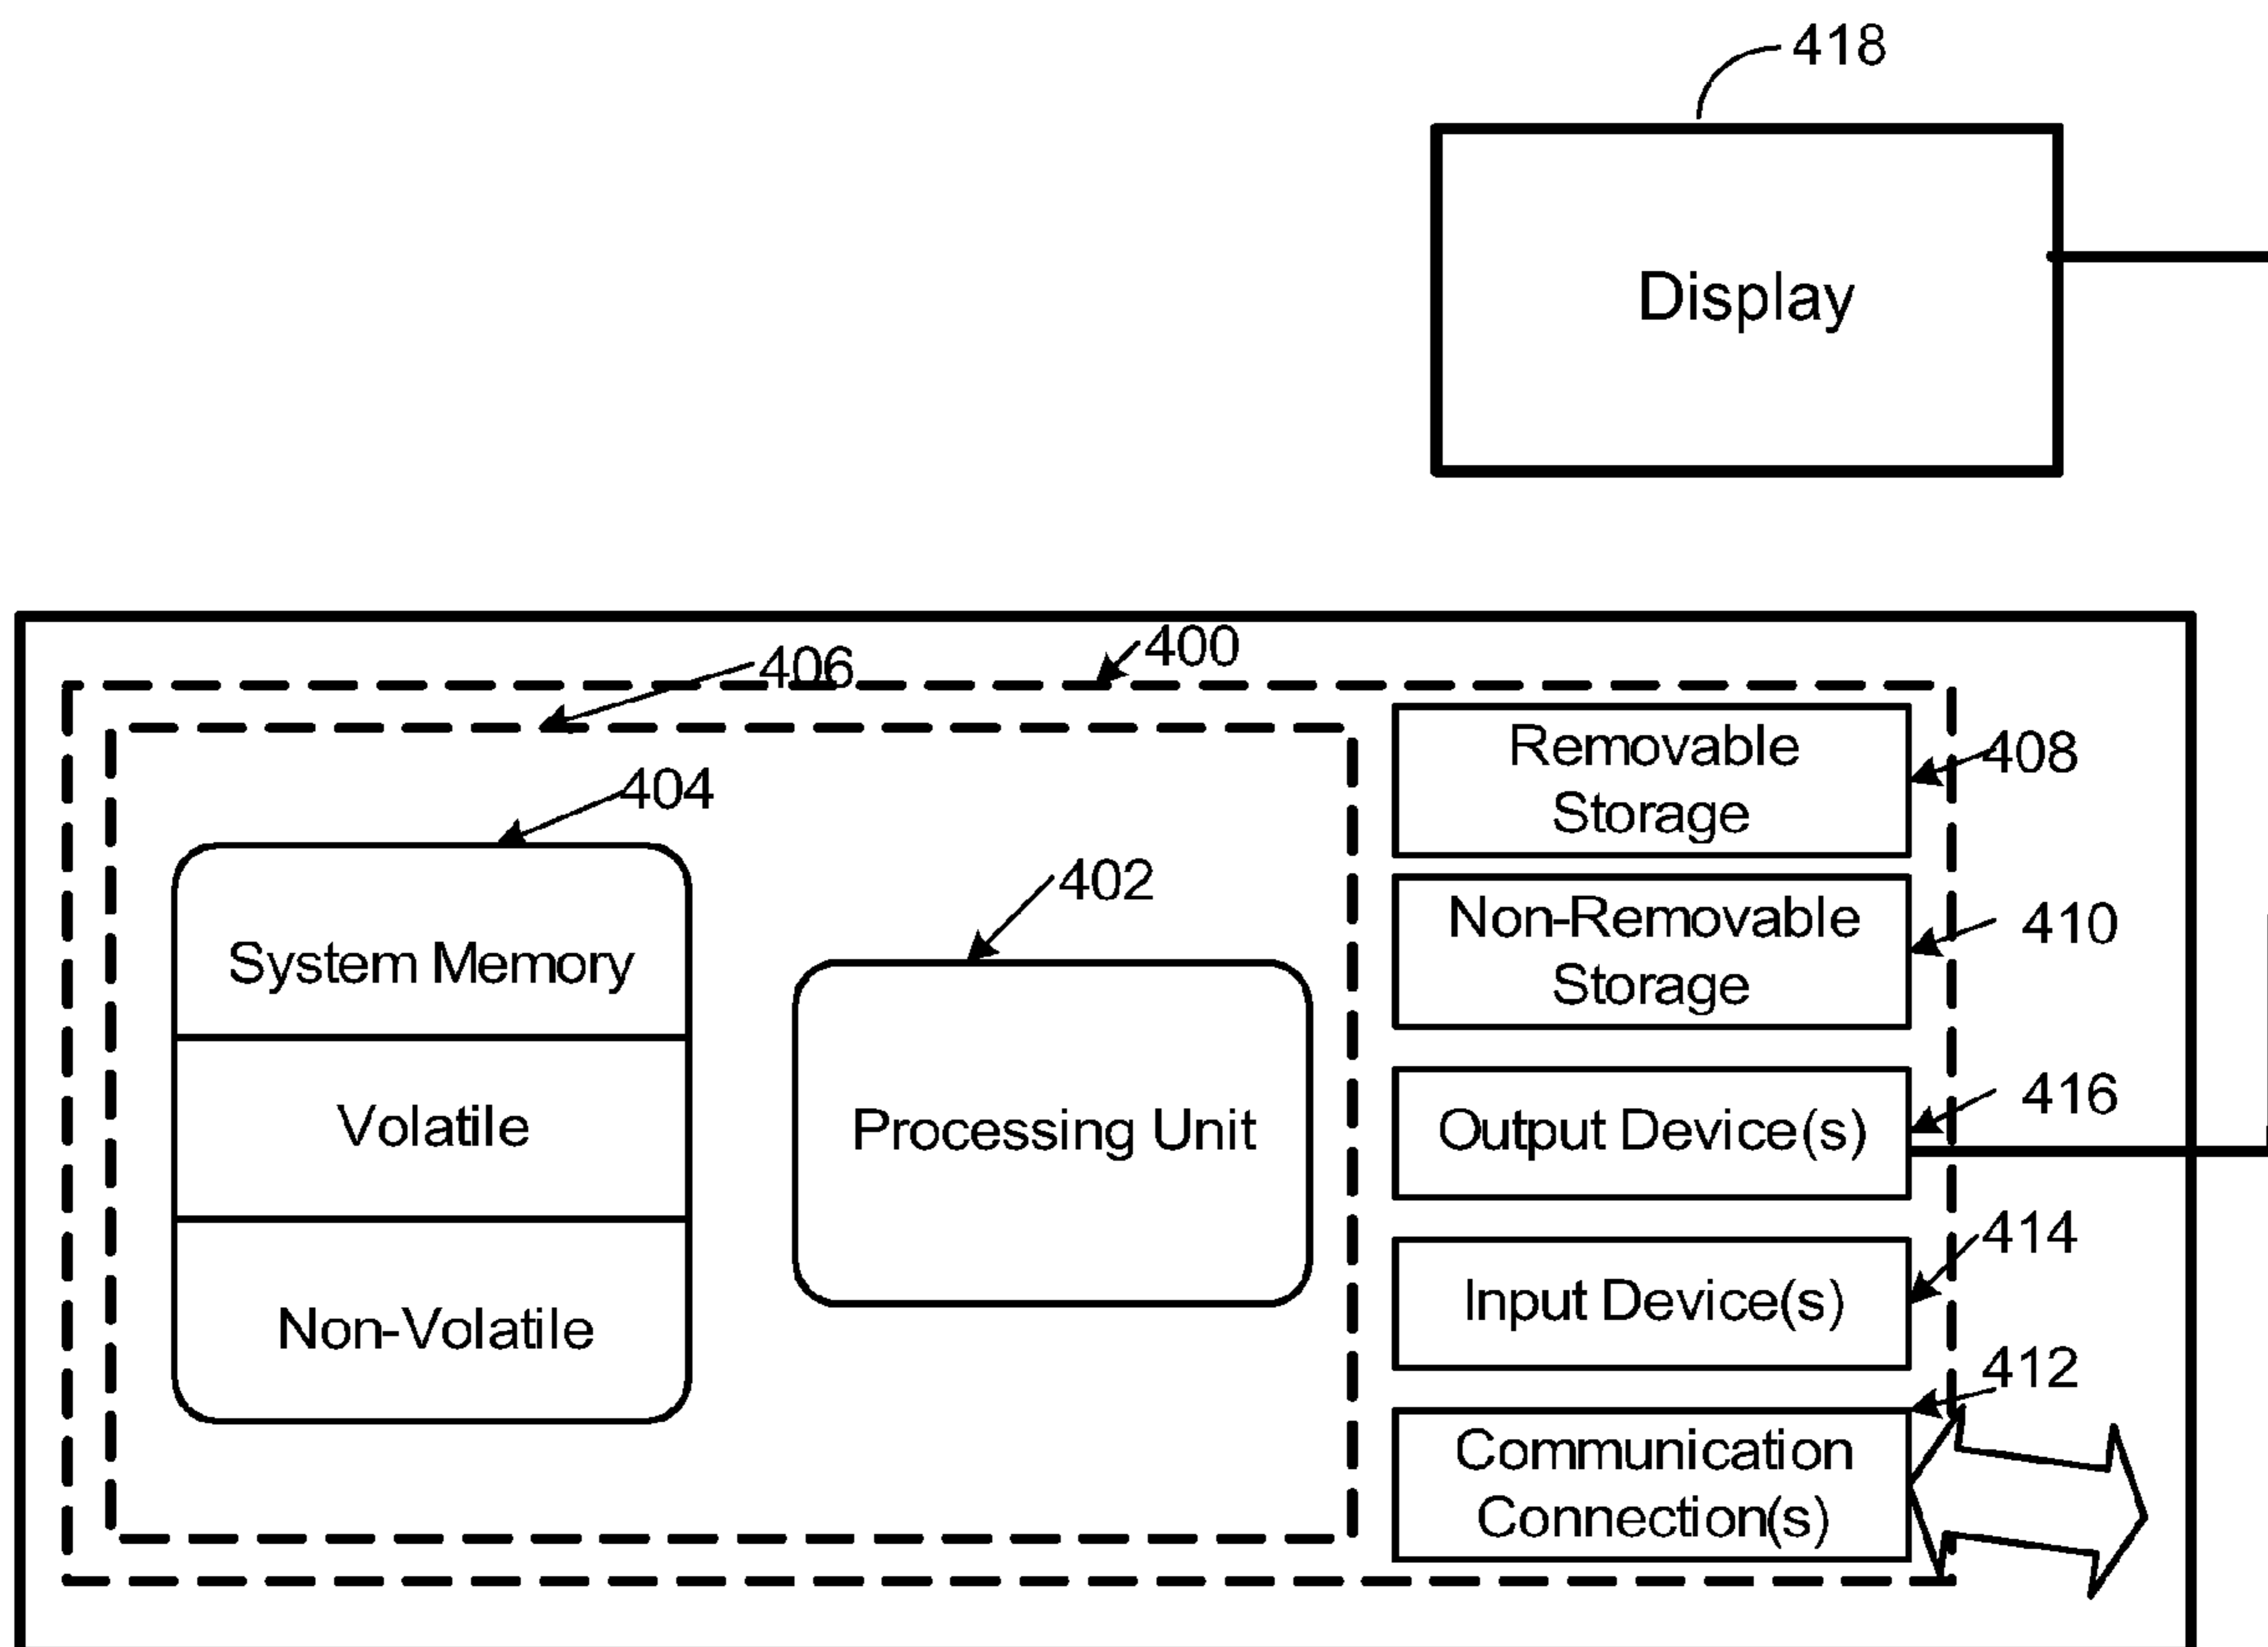 418
Display
400
406
Removable
Storage
408
404
402
Non-Removable
Storage
410
System Memory
Volatile
Non-Volatile
Processing Unit
Output Device(s)
416
Input Device(s)
414
412
Communication
Connection(s)